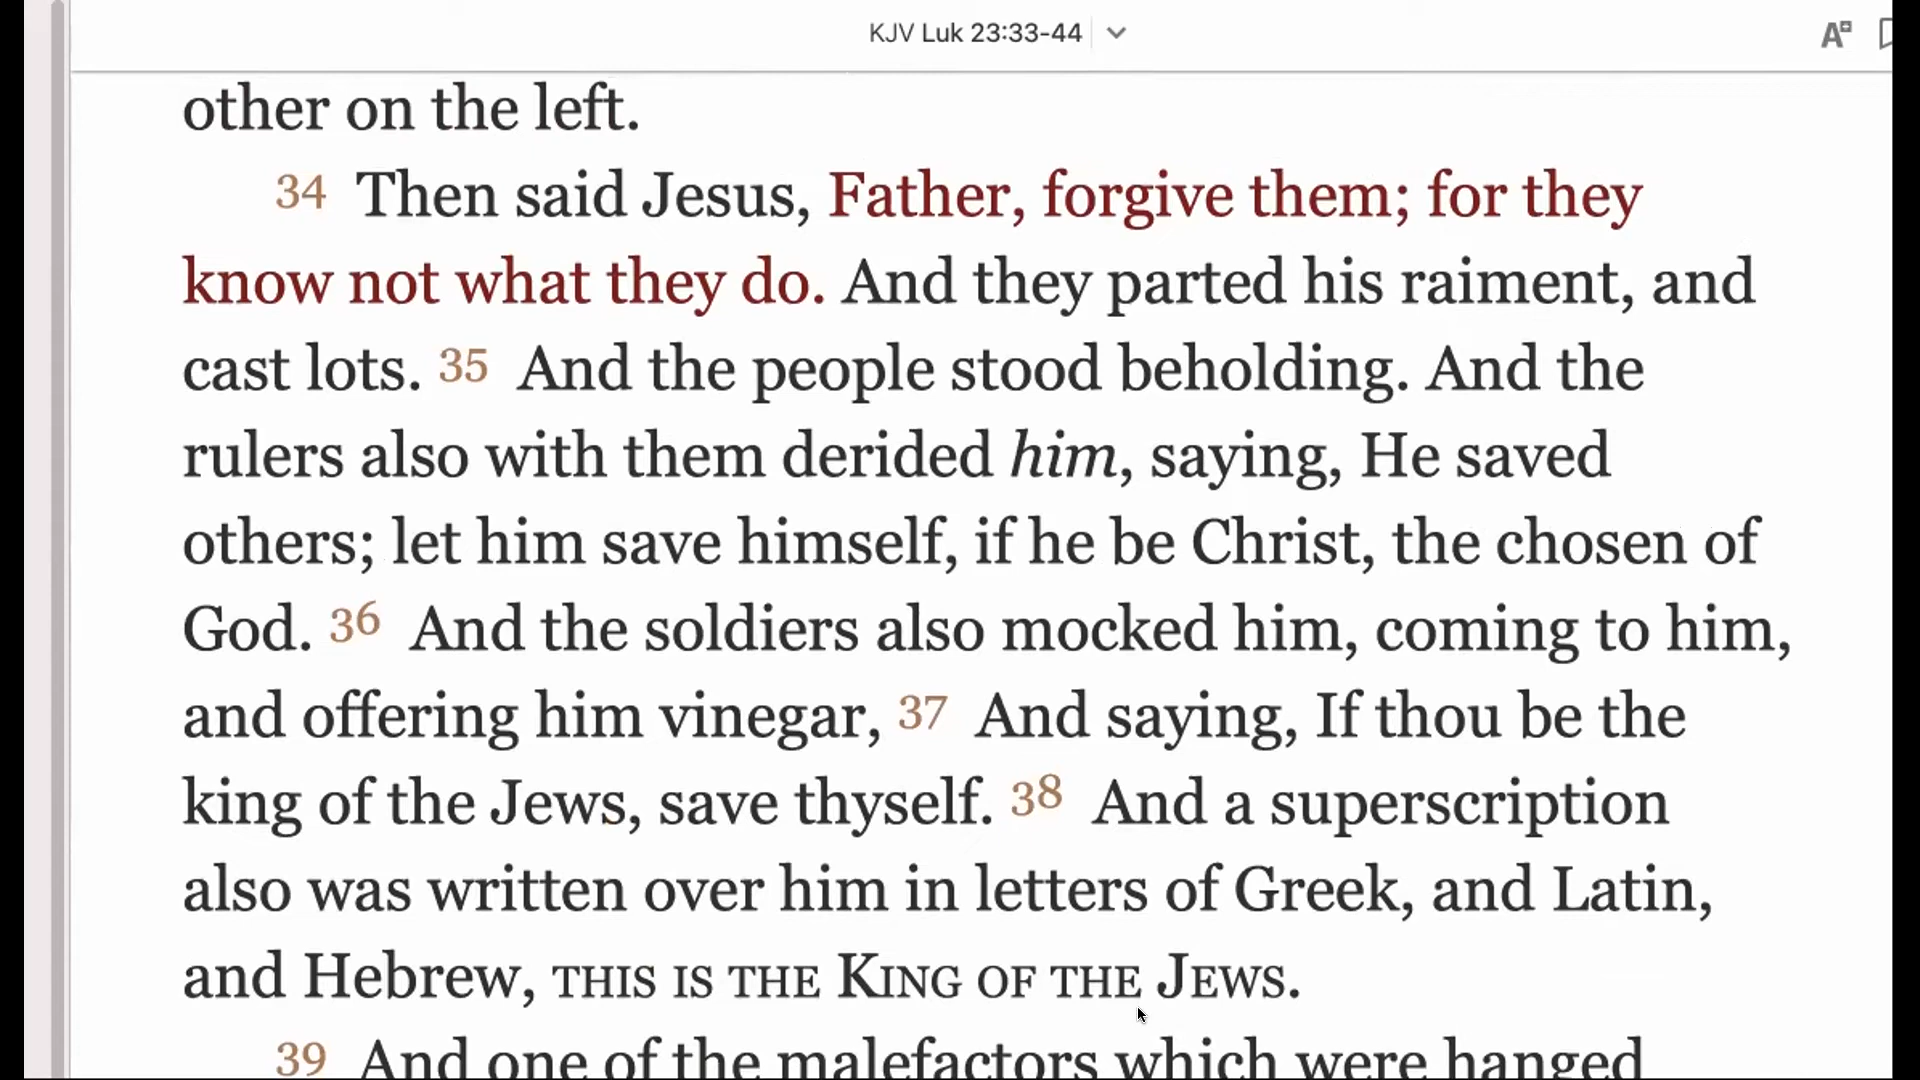 KJV Luk 23:33-44
other on the left.
34 Then said Jesus, Father, forgive them; for they
know not what they do. And they parted his raiment, and
cast lots. 35 And the people stood beholding. And the
rulers also with them derided him, saying, He saved
others; let him save himself, if he be Christ, the chosen of
God. 36 And the soldiers also mocked him, coming to him,
and offering him vinegar, 37 And saying, If thou be the
king of the Jews, save thyself. 38 And a superscription
also was written over him in letters of Greek, and Latin,
and Hebrew, THIS IS THE KING OF THE JEWS.
39 And one of the malefactors which were hanged